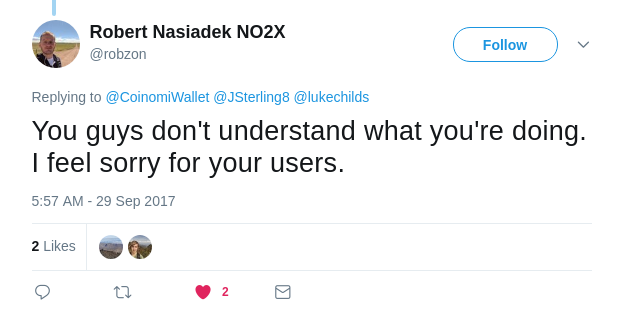 Robert Nasiadek NO2X
@robzon
Follow
Replying to @CoinomiWallet @JSterling8 @lukechilds
You guys don't understand what you're doing.
I feel sorry for your users.
5:57 AM - 29 Sep 2017
2 Likes
2